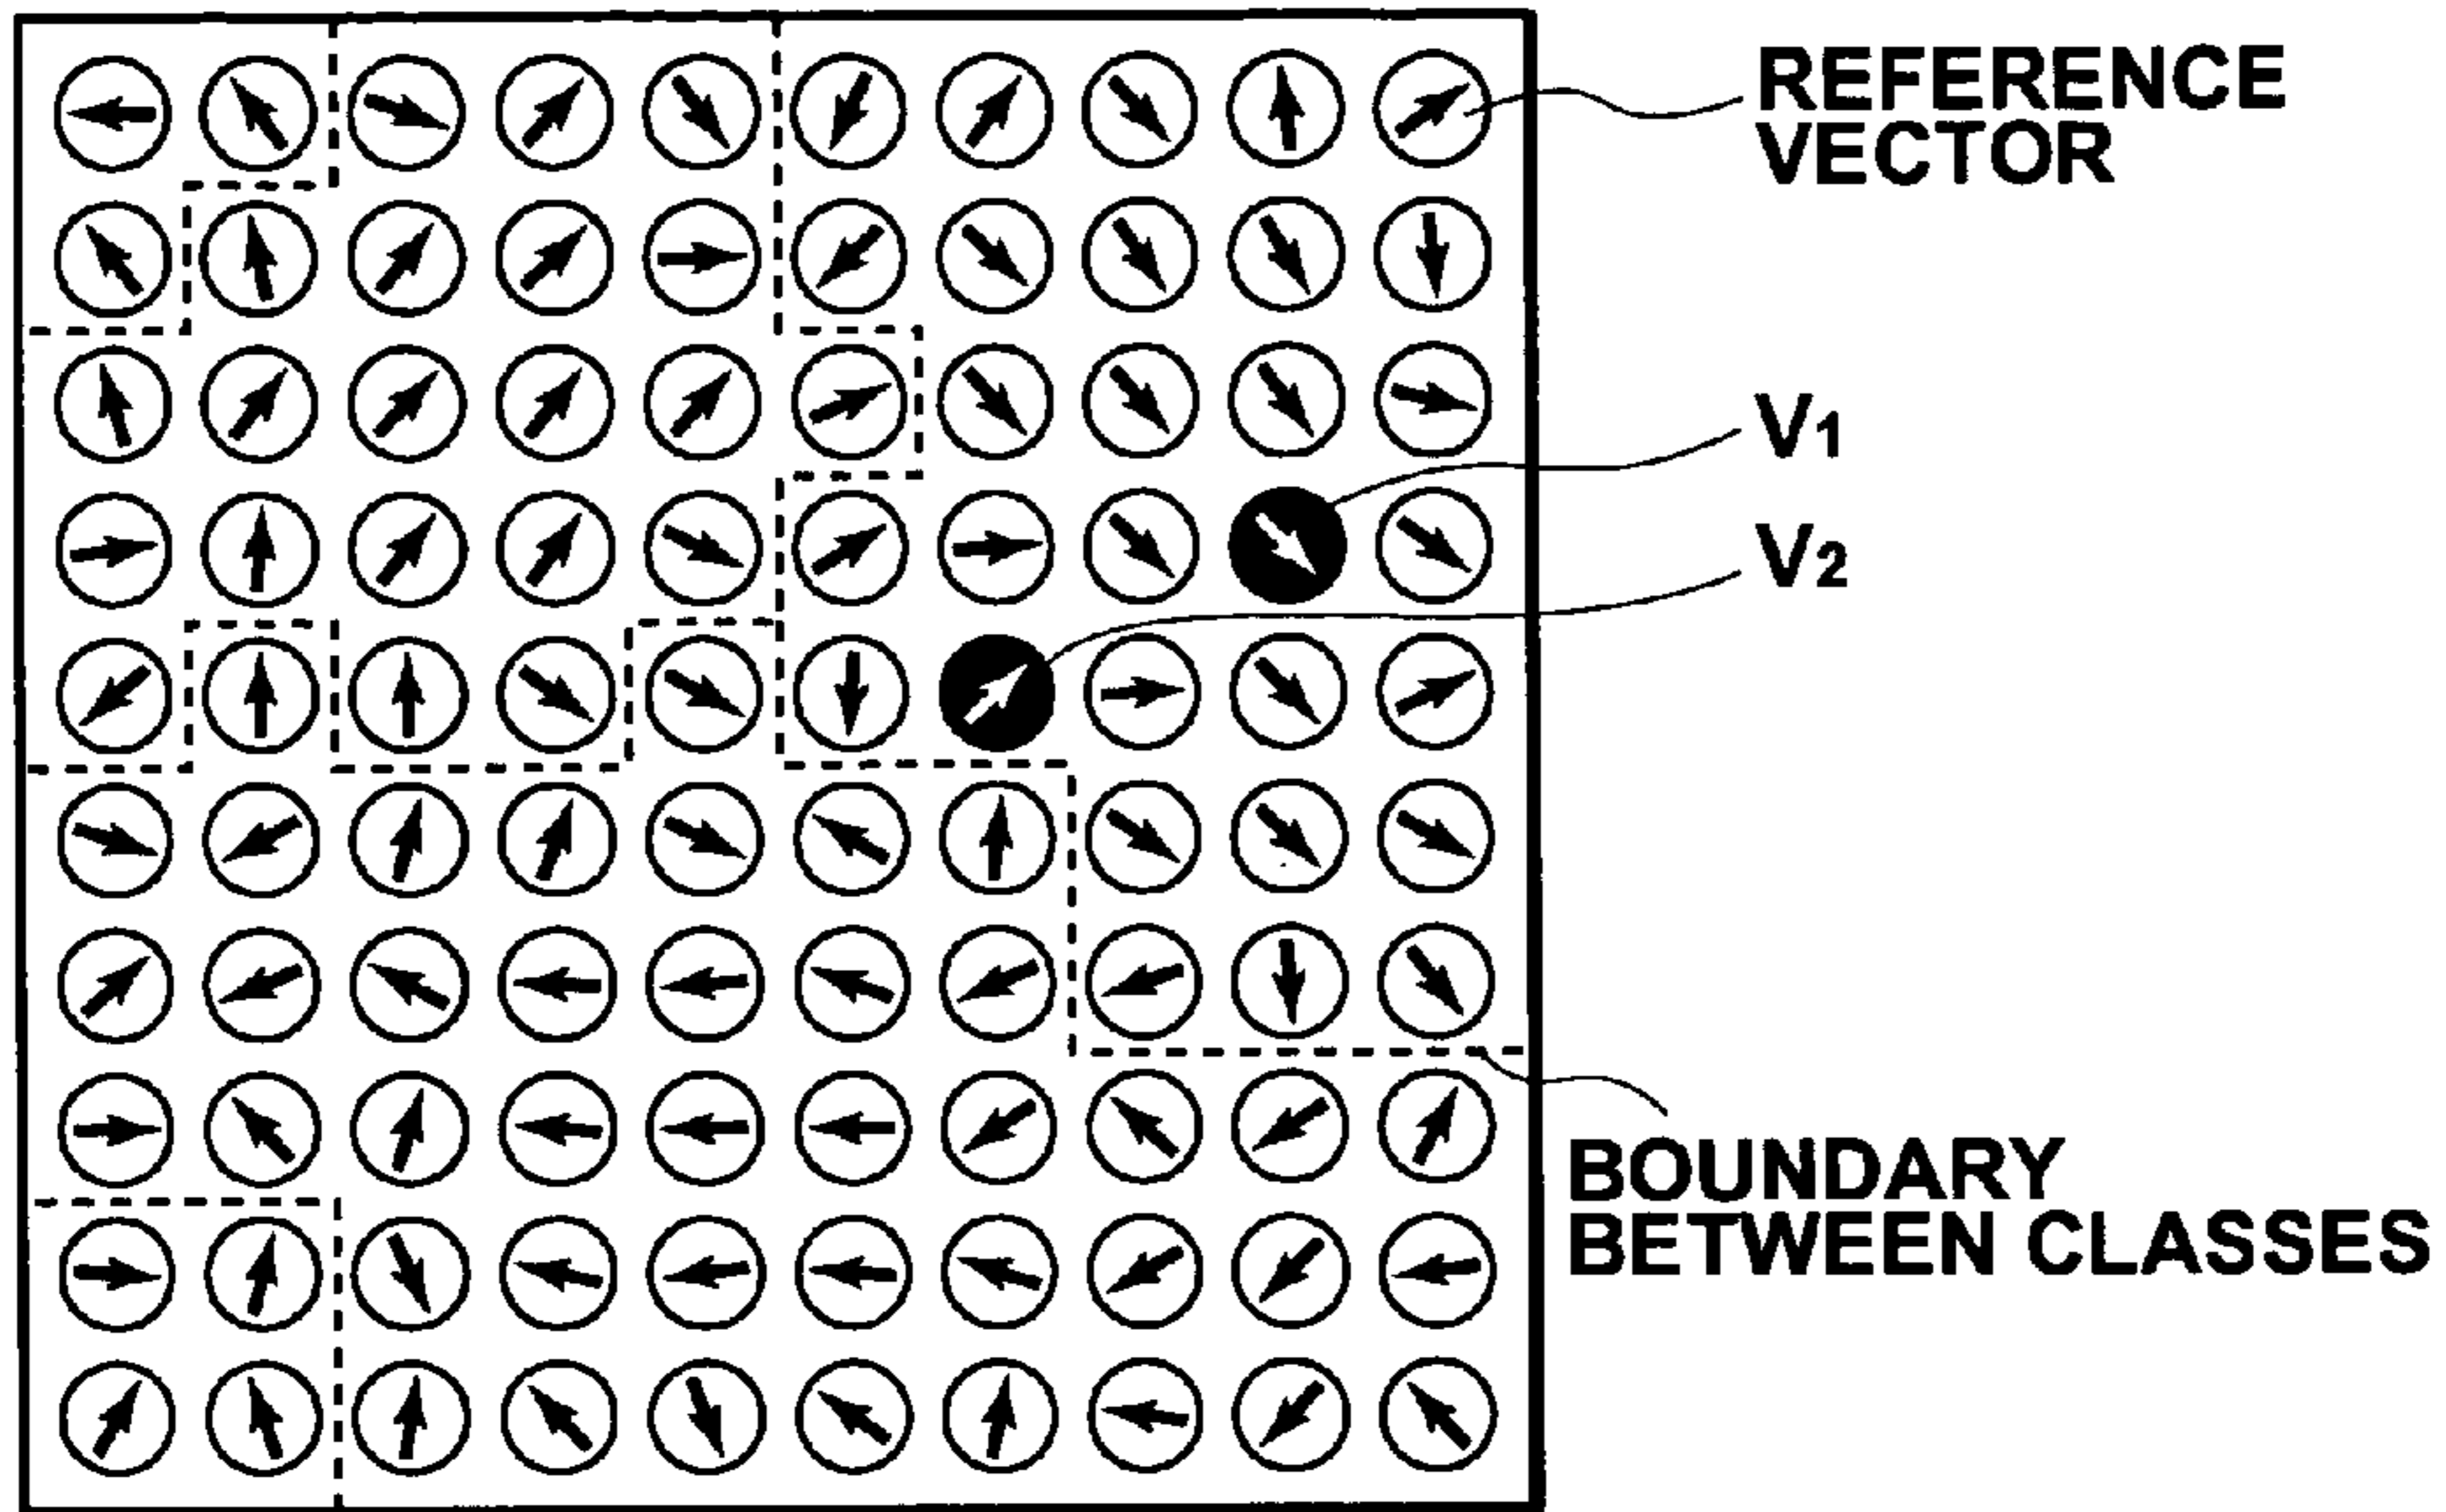 REFERENCE
VECTOR
V1
V2
BOUNDARY
BETWEEN CLASSES